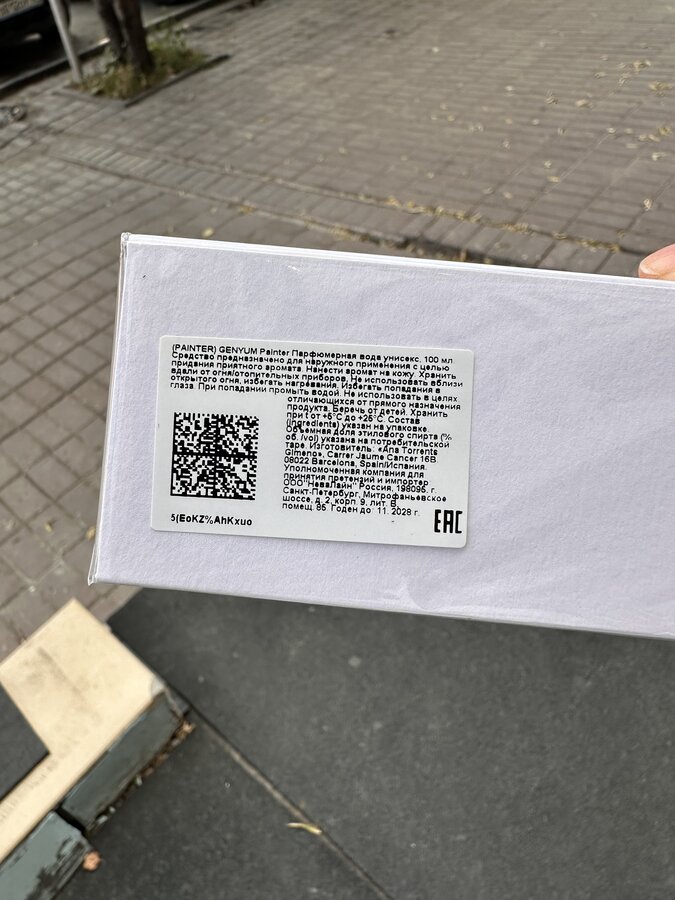 (PAINTER) GENYUM Painter Парфюмерная вода унисекс, 100 мл
Средство предназначено для наружного применения с целью
придания приятного аромата. Нанести аромат на кожу. Хранить
вдали от огня/отопительных приборов. Не использовать вблизи
открытого огня, избегать нагревания. Избегать попадания в
глаза. При попадании промыть водой. Не использовать в целях
отличающихся от прямого назначения
продукта. Беречь от детей. Хранить
при t от +5°С до +25°С. Состав
(ingredients) указан на упаковке.
Объемная доля этилового спирта (%
об. /vol) указана на потребительской
таре. Изготовитель: «Ana Torrents
Gimeno», Carrer Jaume Cancer 16B.
08022 Barcelona, Spain/Испания.
Уполномоченная компания для
принятия претензий и импортер
ООО "НеваЛайн" Россия, 198095, г.
Санкт-Петербург, Митрофаньевское
шоссе, д. 2, корп. 9, лит. В,
помещ. 85 Годен до: 11. 2028 г.
5(EoKZ%AhKxuo
EAC